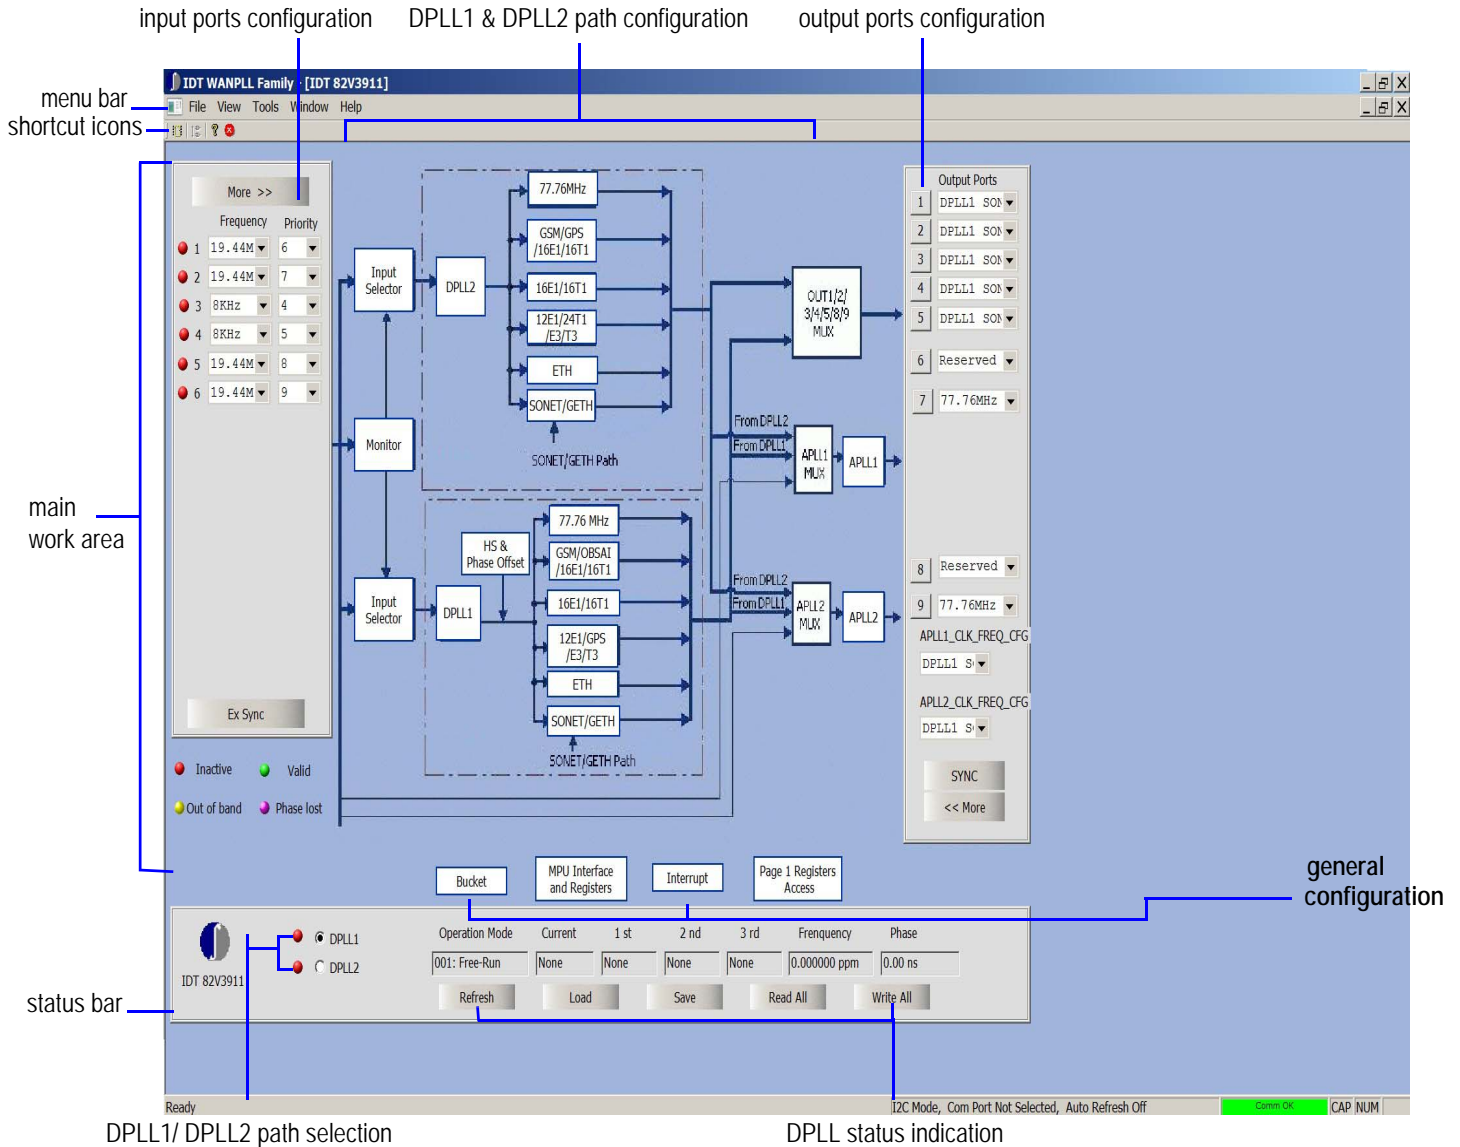 input ports configuration
DPLL1 & DPLL2 path configuration
output ports configuration
IDT WANPLL Family - [IDT 82V3911]
menu bar
File View Tools Window Help
shortcut icons
More >>
Frequency Priority
1 19.44M 6
2 19.44M 7
3 8KHz 4
4 8KHz 5
5 19.44M 8
6 19.44M 9
Ex Sync
Inactive Valid
Out of band Phase lost
main
work area
Input
Selector
DPLL2
77.76MHz
GSM/GPS
/16E1/16T1
16E1/16T1
12E1/24T1
/E3/T3
ETH
SONET/GETH
SONET/GETH Path
Monitor
Input
Selector
DPLL1
HS &
Phase Offset
77.76 MHz
GSM/OBSAI
/16E1/16T1
16E1/16T1
12E1/GPS
/E3/T3
ETH
SONET/GETH
SONET/GETH Path
OUT1/2/
3/4/5/8/9
MUX
From DPLL2
From DPLL1
APLL1
MUX
APLL1
From DPLL2
From DPLL1
APLL2
MUX
APLL2
Output Ports
1 DPLL1 SON
2 DPLL1 SON
3 DPLL1 SON
4 DPLL1 SON
5 DPLL1 SON
6 Reserved
7 77.76MHz
8 Reserved
9 77.76MHz
APLL1_CLK_FREQ_CFG
DPLL1 S
APLL2_CLK_FREQ_CFG
DPLL1 S
SYNC
<< More
Bucket
MPU Interface
and Registers
Interrupt
Page 1 Registers
Access
general
configuration
IDT 82V3911
DPLL1
DPLL2
Operation Mode Current 1 st 2 nd 3 rd Frenquency Phase
001: Free-Run None None None None 0.000000 ppm 0.00 ns
Refresh Load Save Read All Write All
status bar
Ready
I2C Mode, Com Port Not Selected, Auto Refresh Off
Comm OK
CAP NUM
DPLL1/ DPLL2 path selection
DPLL status indication